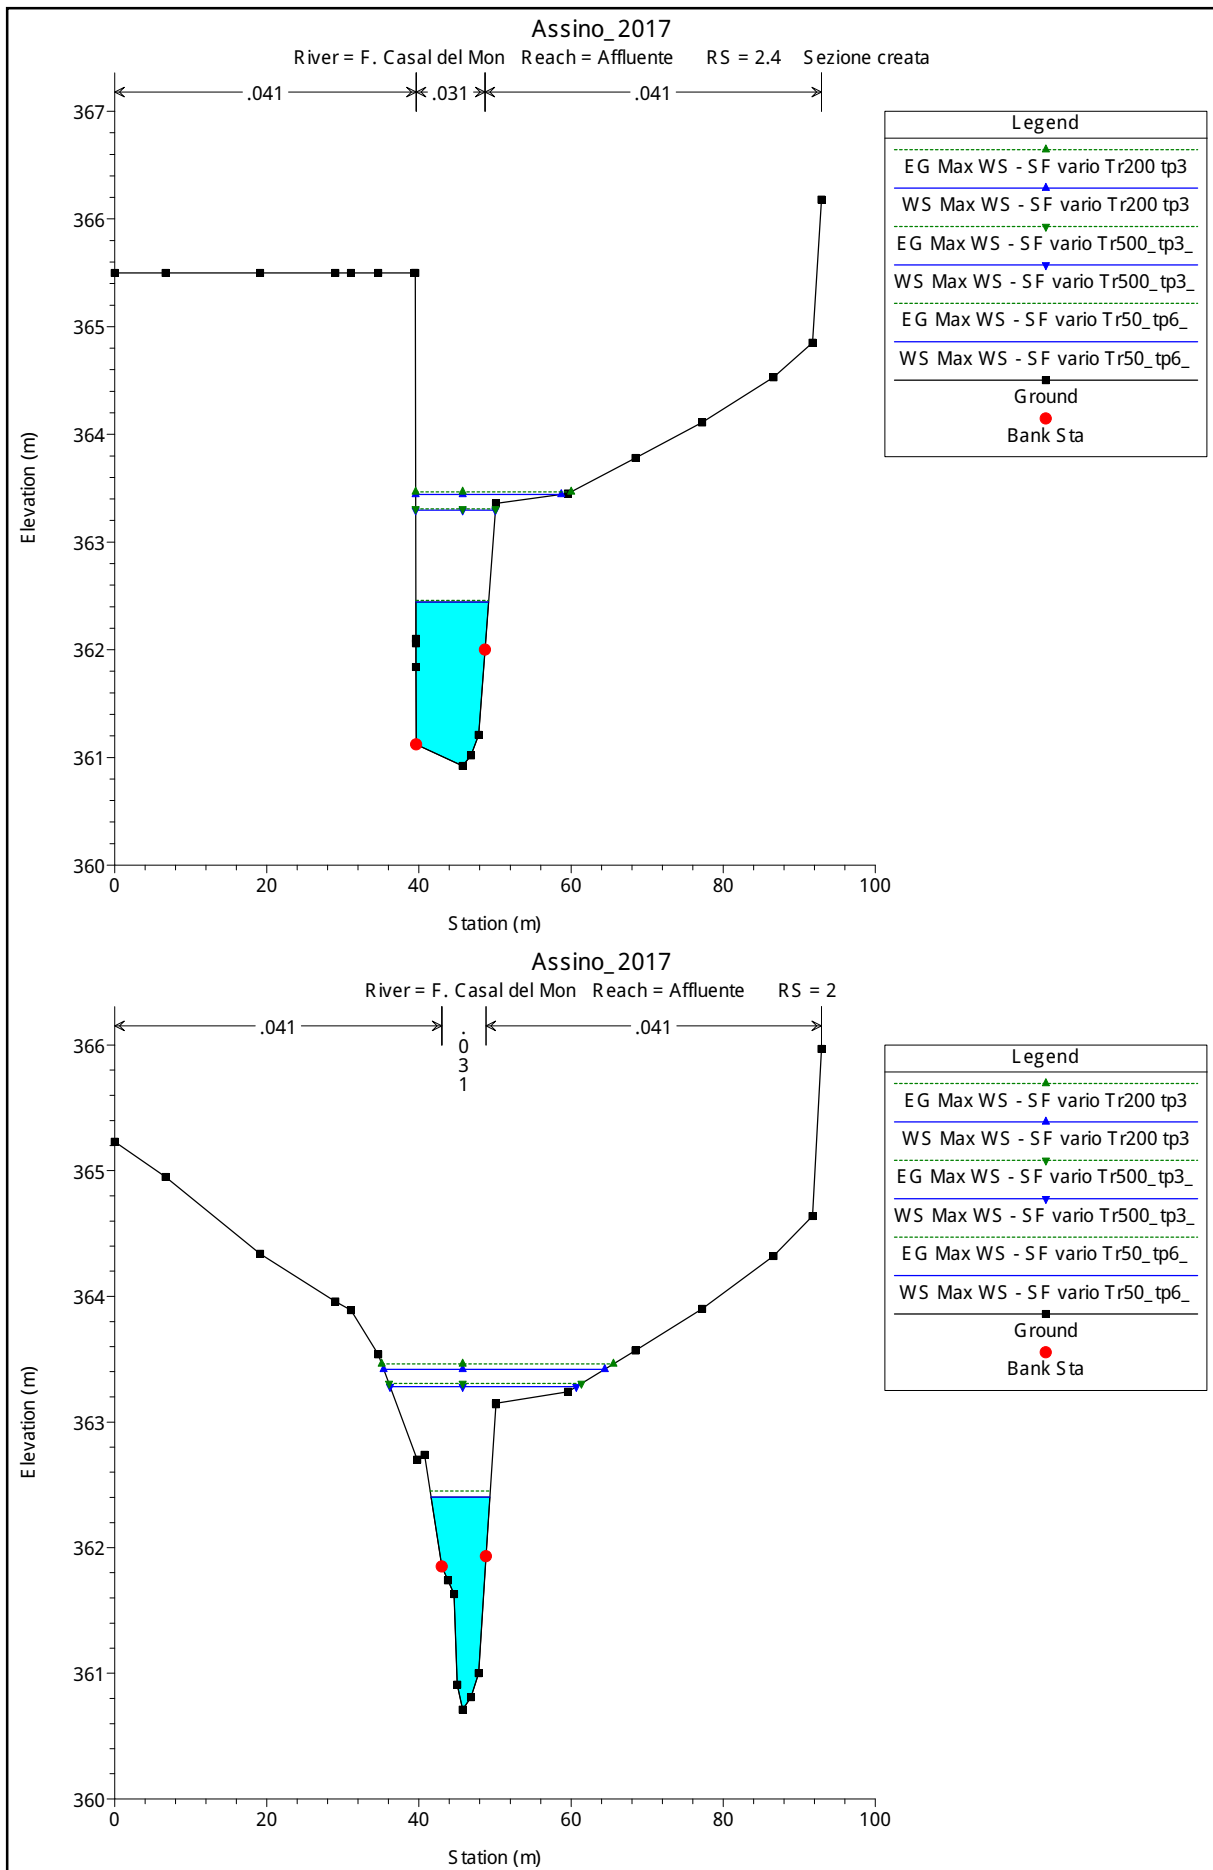 Assino_2017
River = F. Casal del Mon Reach = Affluente RS = 2.4 Sezione creata
.041 .031 .041
367
366
365
364
363
362
361
360
Elevation (m)
0 20 40 60 80 100
Station (m)
Legend
EG Max WS - SF vario Tr200 tp3
WS Max WS - SF vario Tr200 tp3
EG Max WS - SF vario Tr500_tp3_
WS Max WS - SF vario Tr500_tp3_
EG Max WS - SF vario Tr50_tp6_
WS Max WS - SF vario Tr50_tp6_
Ground
Bank Sta
Assino_2017
River = F. Casal del Mon Reach = Affluente RS = 2
.041 .031 .041
366
365
364
363
362
361
360
Elevation (m)
0 20 40 60 80 100
Station (m)
Legend
EG Max WS - SF vario Tr200 tp3
WS Max WS - SF vario Tr200 tp3
EG Max WS - SF vario Tr500_tp3_
WS Max WS - SF vario Tr500_tp3_
EG Max WS - SF vario Tr50_tp6_
WS Max WS - SF vario Tr50_tp6_
Ground
Bank Sta